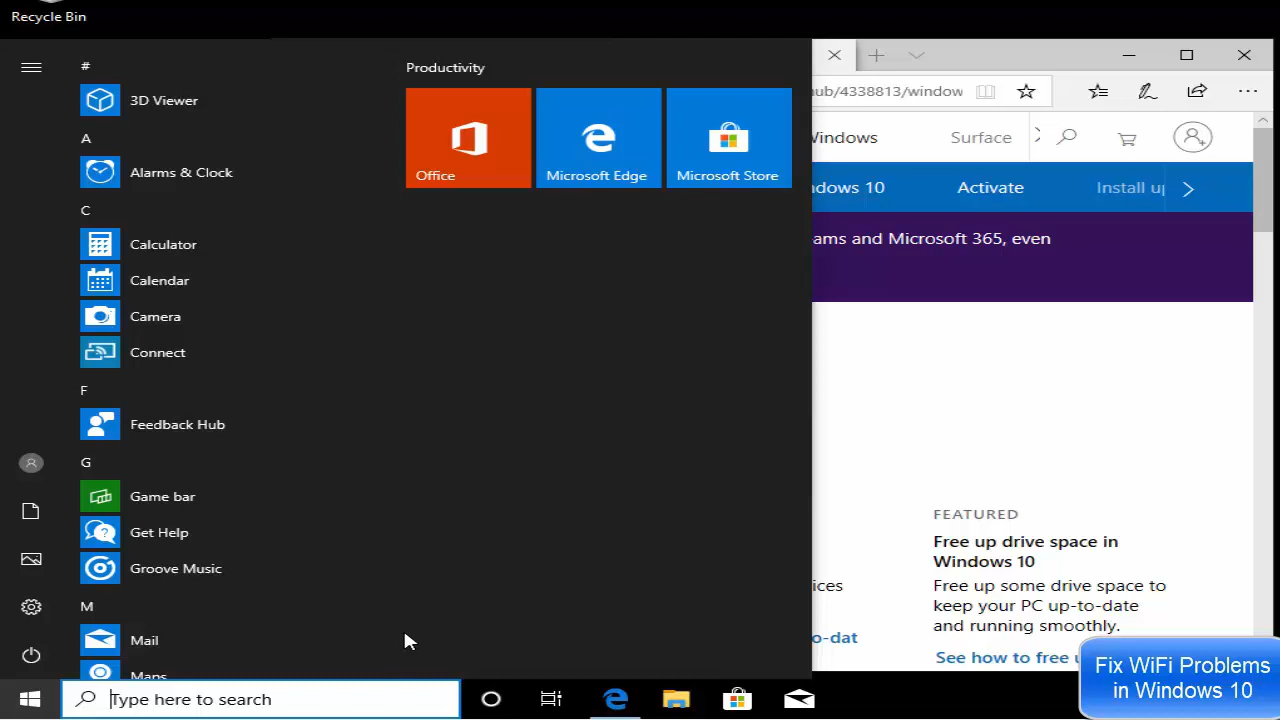 Recycle Bin
#
3D Viewer
A
Alarms & Clock
C
Calculator
Calendar
Camera
Connect
F
Feedback Hub
G
Game bar
Get Help
Groove Music
M
Mail
Maps
Productivity
Office
Microsoft Edge
Microsoft Store
ub/4338813/window
Windows
Surface
ndows 10
Activate
Install up
ams and Microsoft 365, even
FEATURED
Free up drive space in
Windows 10
Free up some drive space to
keep your PC up-to-date
and running smoothly.
See how to free
ices
o-dat
Type here to search
Fix WiFi Problems
in Windows 10